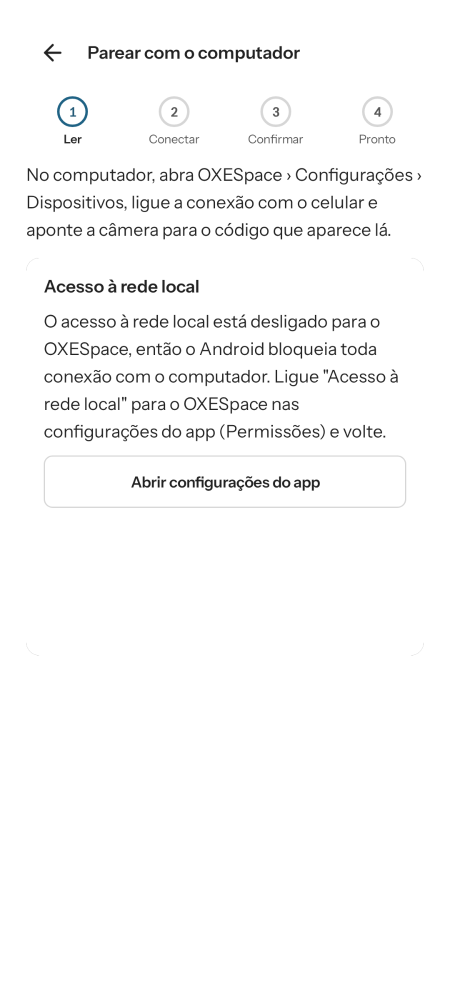 Parear com o computador
1
2
3
4
Ler
Conectar
Confirmar
Pronto
No computador, abra OXESpace › Configurações ›
Dispositivos, ligue a conexão com o celular e
aponte a câmera para o código que aparece lá.
Acesso à rede local
O acesso à rede local está desligado para o
OXESpace, então o Android bloqueia toda
conexão com o computador. Ligue "Acesso à
rede local" para o OXESpace nas
configurações do app (Permissões) e volte.
Abrir configurações do app